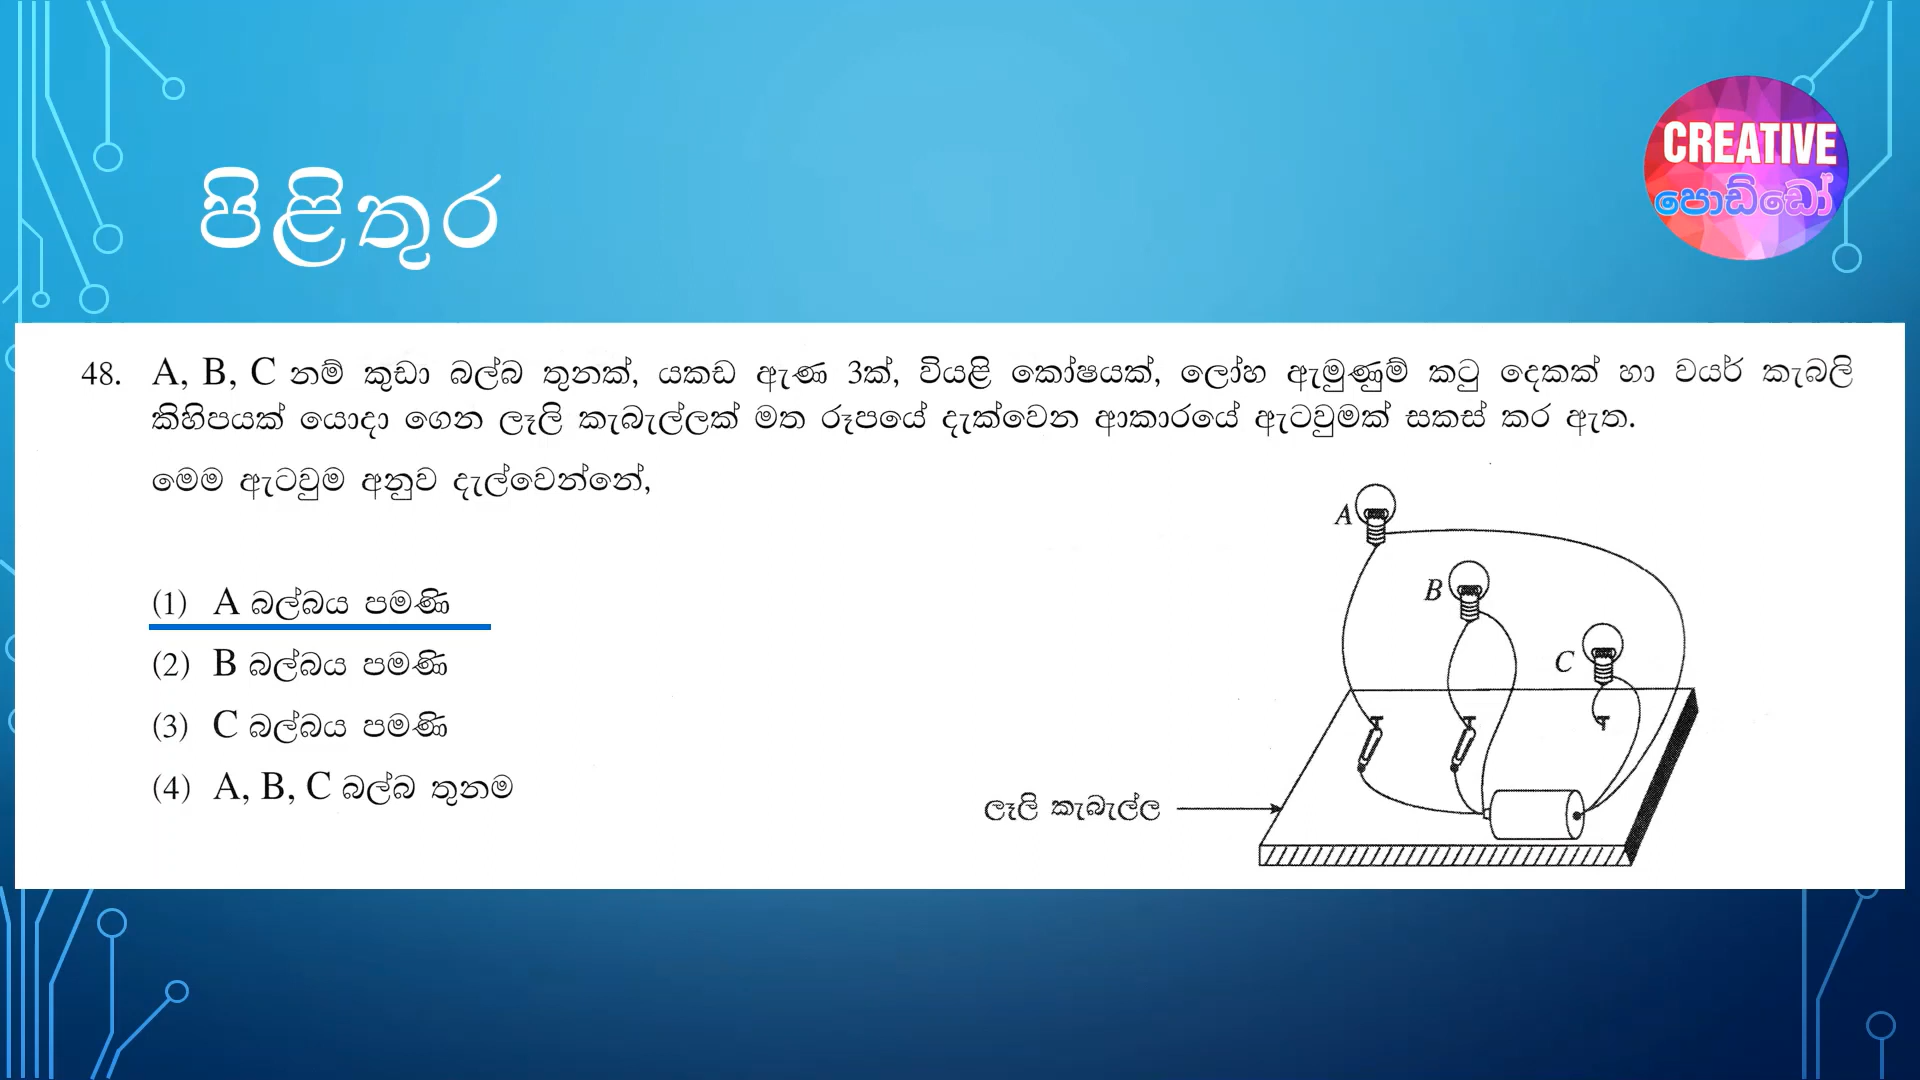 CREATIVE
පොඩ්ඩෝ
පිළිතුර
48. A, B, C නම් කුඩා බල්බ තුනක්, යකඩ ඇණ 3ක්, වියළි කෝෂයක්, ලෝහ ඇමුණුම් කටු දෙකක් හා වයර් කැබලි
කිහිපයක් යොදා ගෙන ලෑලි කැබැල්ලක් මත රූපයේ දැක්වෙන ආකාරයේ ඇටවුමක් සකස් කර ඇත.
මෙම ඇටවුම අනුව දැල්වෙන්නේ,
(1) A බල්බය පමණි
(2) B බල්බය පමණි
(3) C බල්බය පමණි
(4) A, B, C බල්බ තුනම
A
B
C
ලෑලි කැබැල්ල